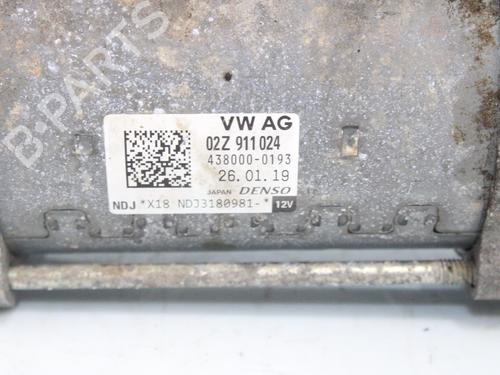 B-PARTS
VW AG
02Z 911 024
438000-0193
26.01.19
JAPAN DENSO
NDJ *X18 NDJ3180981- * 12V